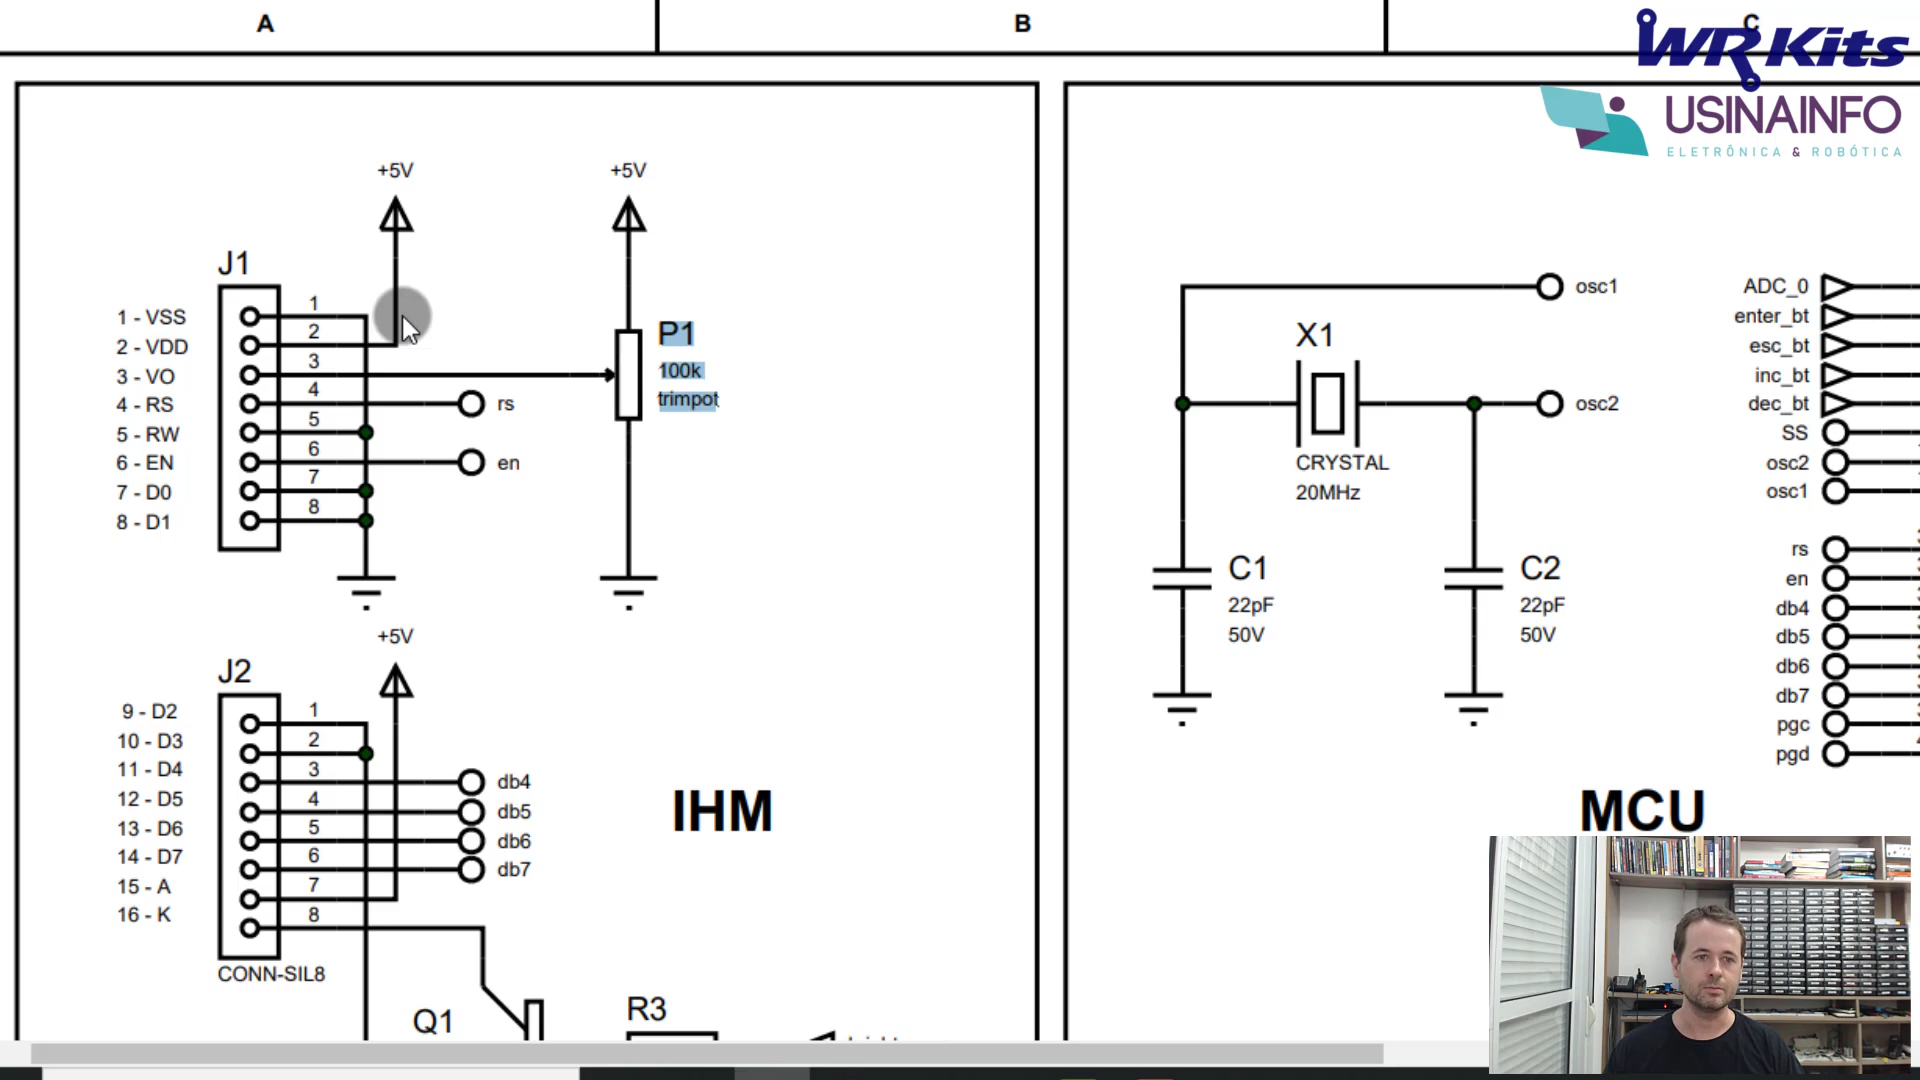 A
B
C
WR Kits
USINAINFO
ELETRÔNICA & ROBÓTICA
+5V
+5V
J1
1 - VSS
2 - VDD
3 - VO
4 - RS
5 - RW
6 - EN
7 - D0
8 - D1
1
2
3
4
5
6
7
8
rs
en
P1
100k
trimpot
+5V
J2
9 - D2
10 - D3
11 - D4
12 - D5
13 - D6
14 - D7
15 - A
16 - K
1
2
3
4
5
6
7
8
db4
db5
db6
db7
CONN-SIL8
IHM
Q1
R3
osc1
X1
osc2
CRYSTAL
20MHz
C1
22pF
50V
C2
22pF
50V
ADC_0
enter_bt
esc_bt
inc_bt
dec_bt
SS
osc2
osc1
rs
en
db4
db5
db6
db7
pgc
pgd
MCU